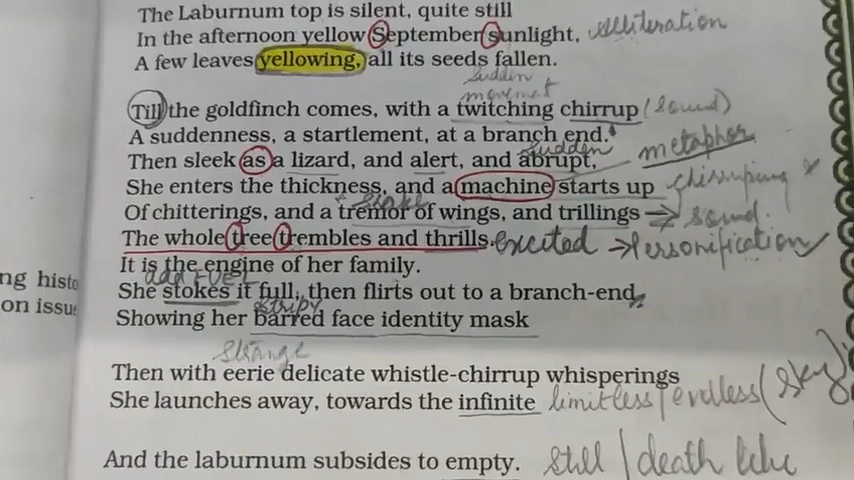 The Laburnum top is silent, quite still
In the afternoon yellow September sunlight, alliteration
A few leaves yellowing, all its seeds fallen.
sudden
movement
Till the goldfinch comes, with a twitching chirrup (sound)
A suddenness, a startlement, at a branch end.
sudden metaphor
Then sleek as a lizard, and alert, and abrupt,
She enters the thickness, and a machine starts up chirruping
shake
Of chitterings, and a tremor of wings, and trillings → sound.
The whole tree trembles and thrills. excited → Personification
ng histo It is the engine of her family.
add FUEL
on issu She stokes it full, then flirts out to a branch-end,
stripy
Showing her barred face identity mask
strange
Then with eerie delicate whistle-chirrup whisperings
She launches away, towards the infinite limitless / endless (sky)
And the laburnum subsides to empty. still / death like